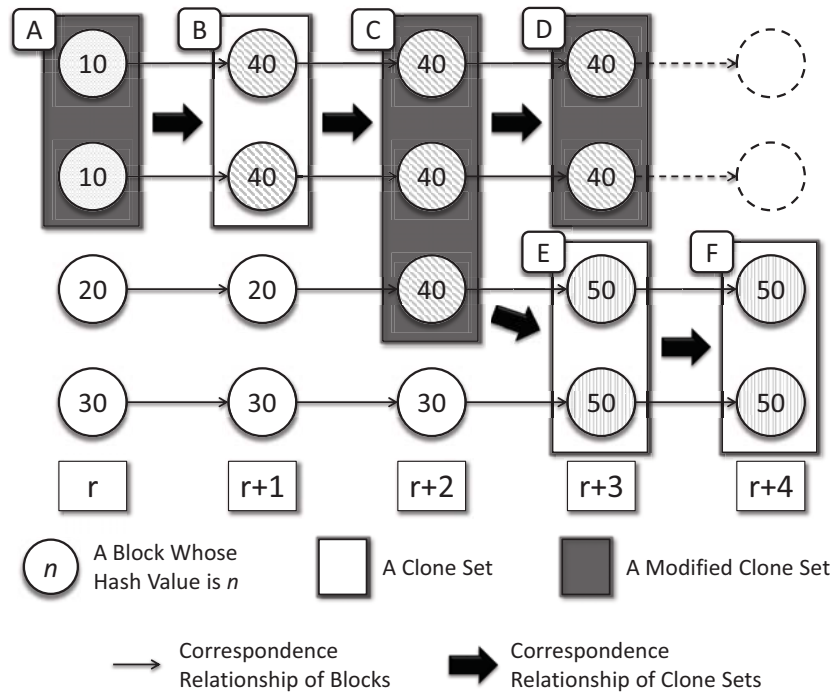 A B C D
10 40 40 40
10 40 40 40
E F
20 20 40 50 50
30 30 30 50 50
r r+1 r+2 r+3 r+4
n A Block Whose
Hash Value is n
A Clone Set
A Modified Clone Set
Correspondence
Relationship of Blocks
Correspondence
Relationship of Clone Sets